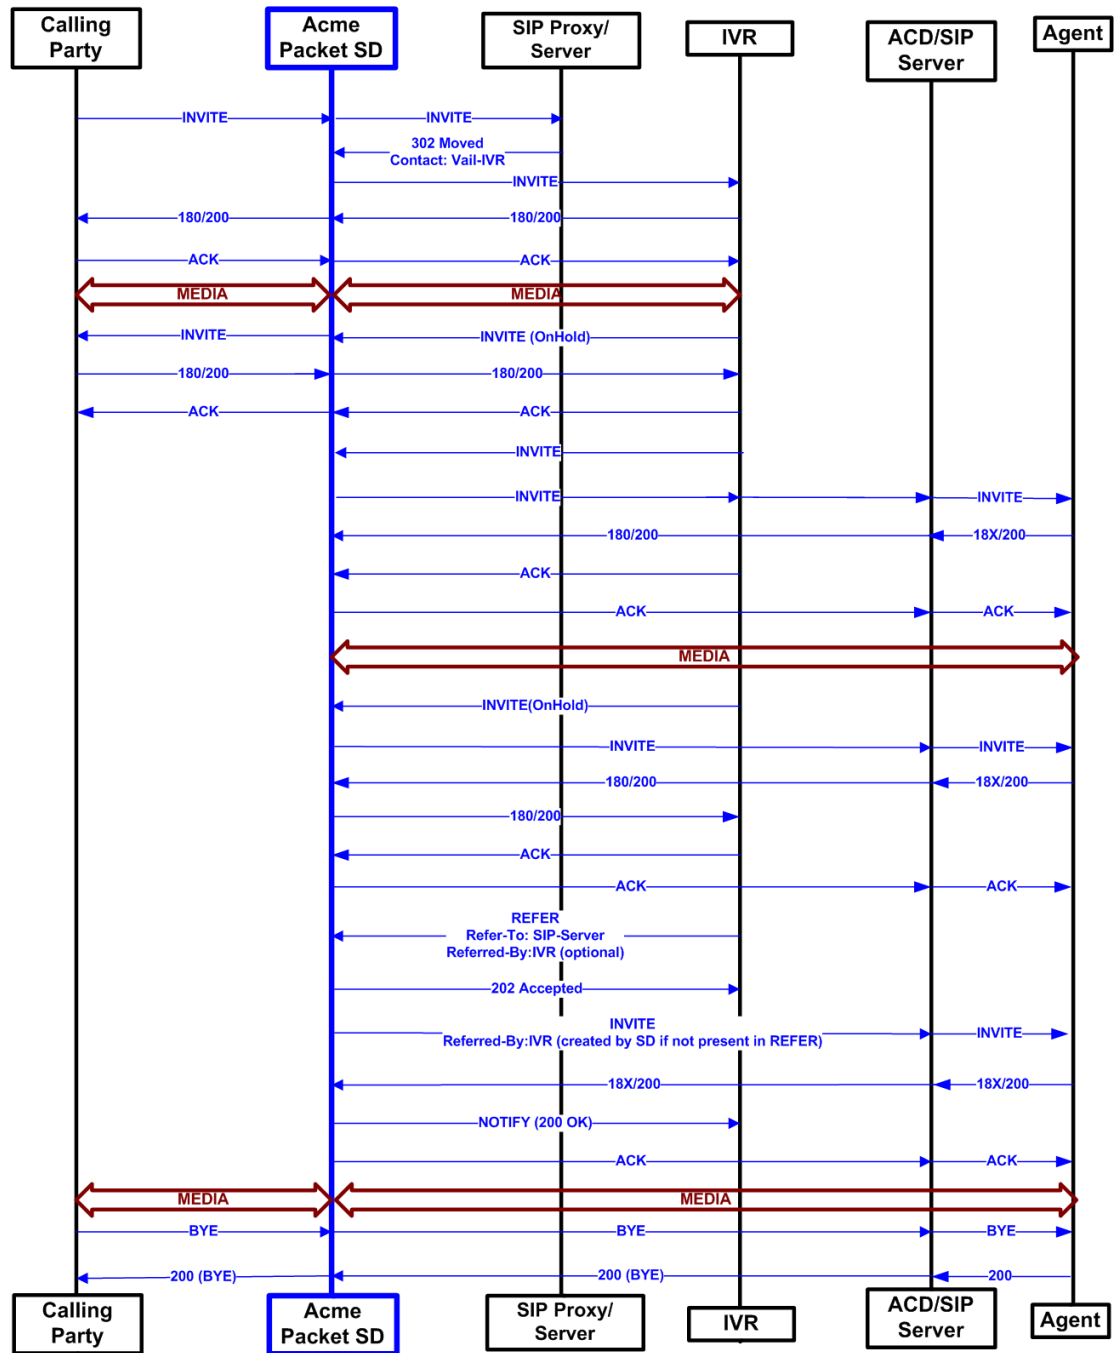 Calling
Party
Acme
Packet SD
SIP Proxy/
Server
IVR
ACD/SIP
Server
Agent
INVITE
INVITE
302 Moved
Contact: Vail-IVR
INVITE
180/200
180/200
ACK
ACK
MEDIA
MEDIA
INVITE
INVITE (OnHold)
180/200
180/200
ACK
ACK
INVITE
INVITE
INVITE
180/200
18X/200
ACK
ACK
ACK
MEDIA
INVITE(OnHold)
INVITE
INVITE
180/200
18X/200
180/200
ACK
ACK
ACK
REFER
Refer-To: SIP-Server
Referred-By:IVR (optional)
202 Accepted
INVITE
Referred-By:IVR (created by SD if not present in REFER)
INVITE
18X/200
18X/200
NOTIFY (200 OK)
ACK
ACK
MEDIA
MEDIA
BYE
BYE
BYE
200 (BYE)
200 (BYE)
200
Calling
Party
Acme
Packet SD
SIP Proxy/
Server
IVR
ACD/SIP
Server
Agent